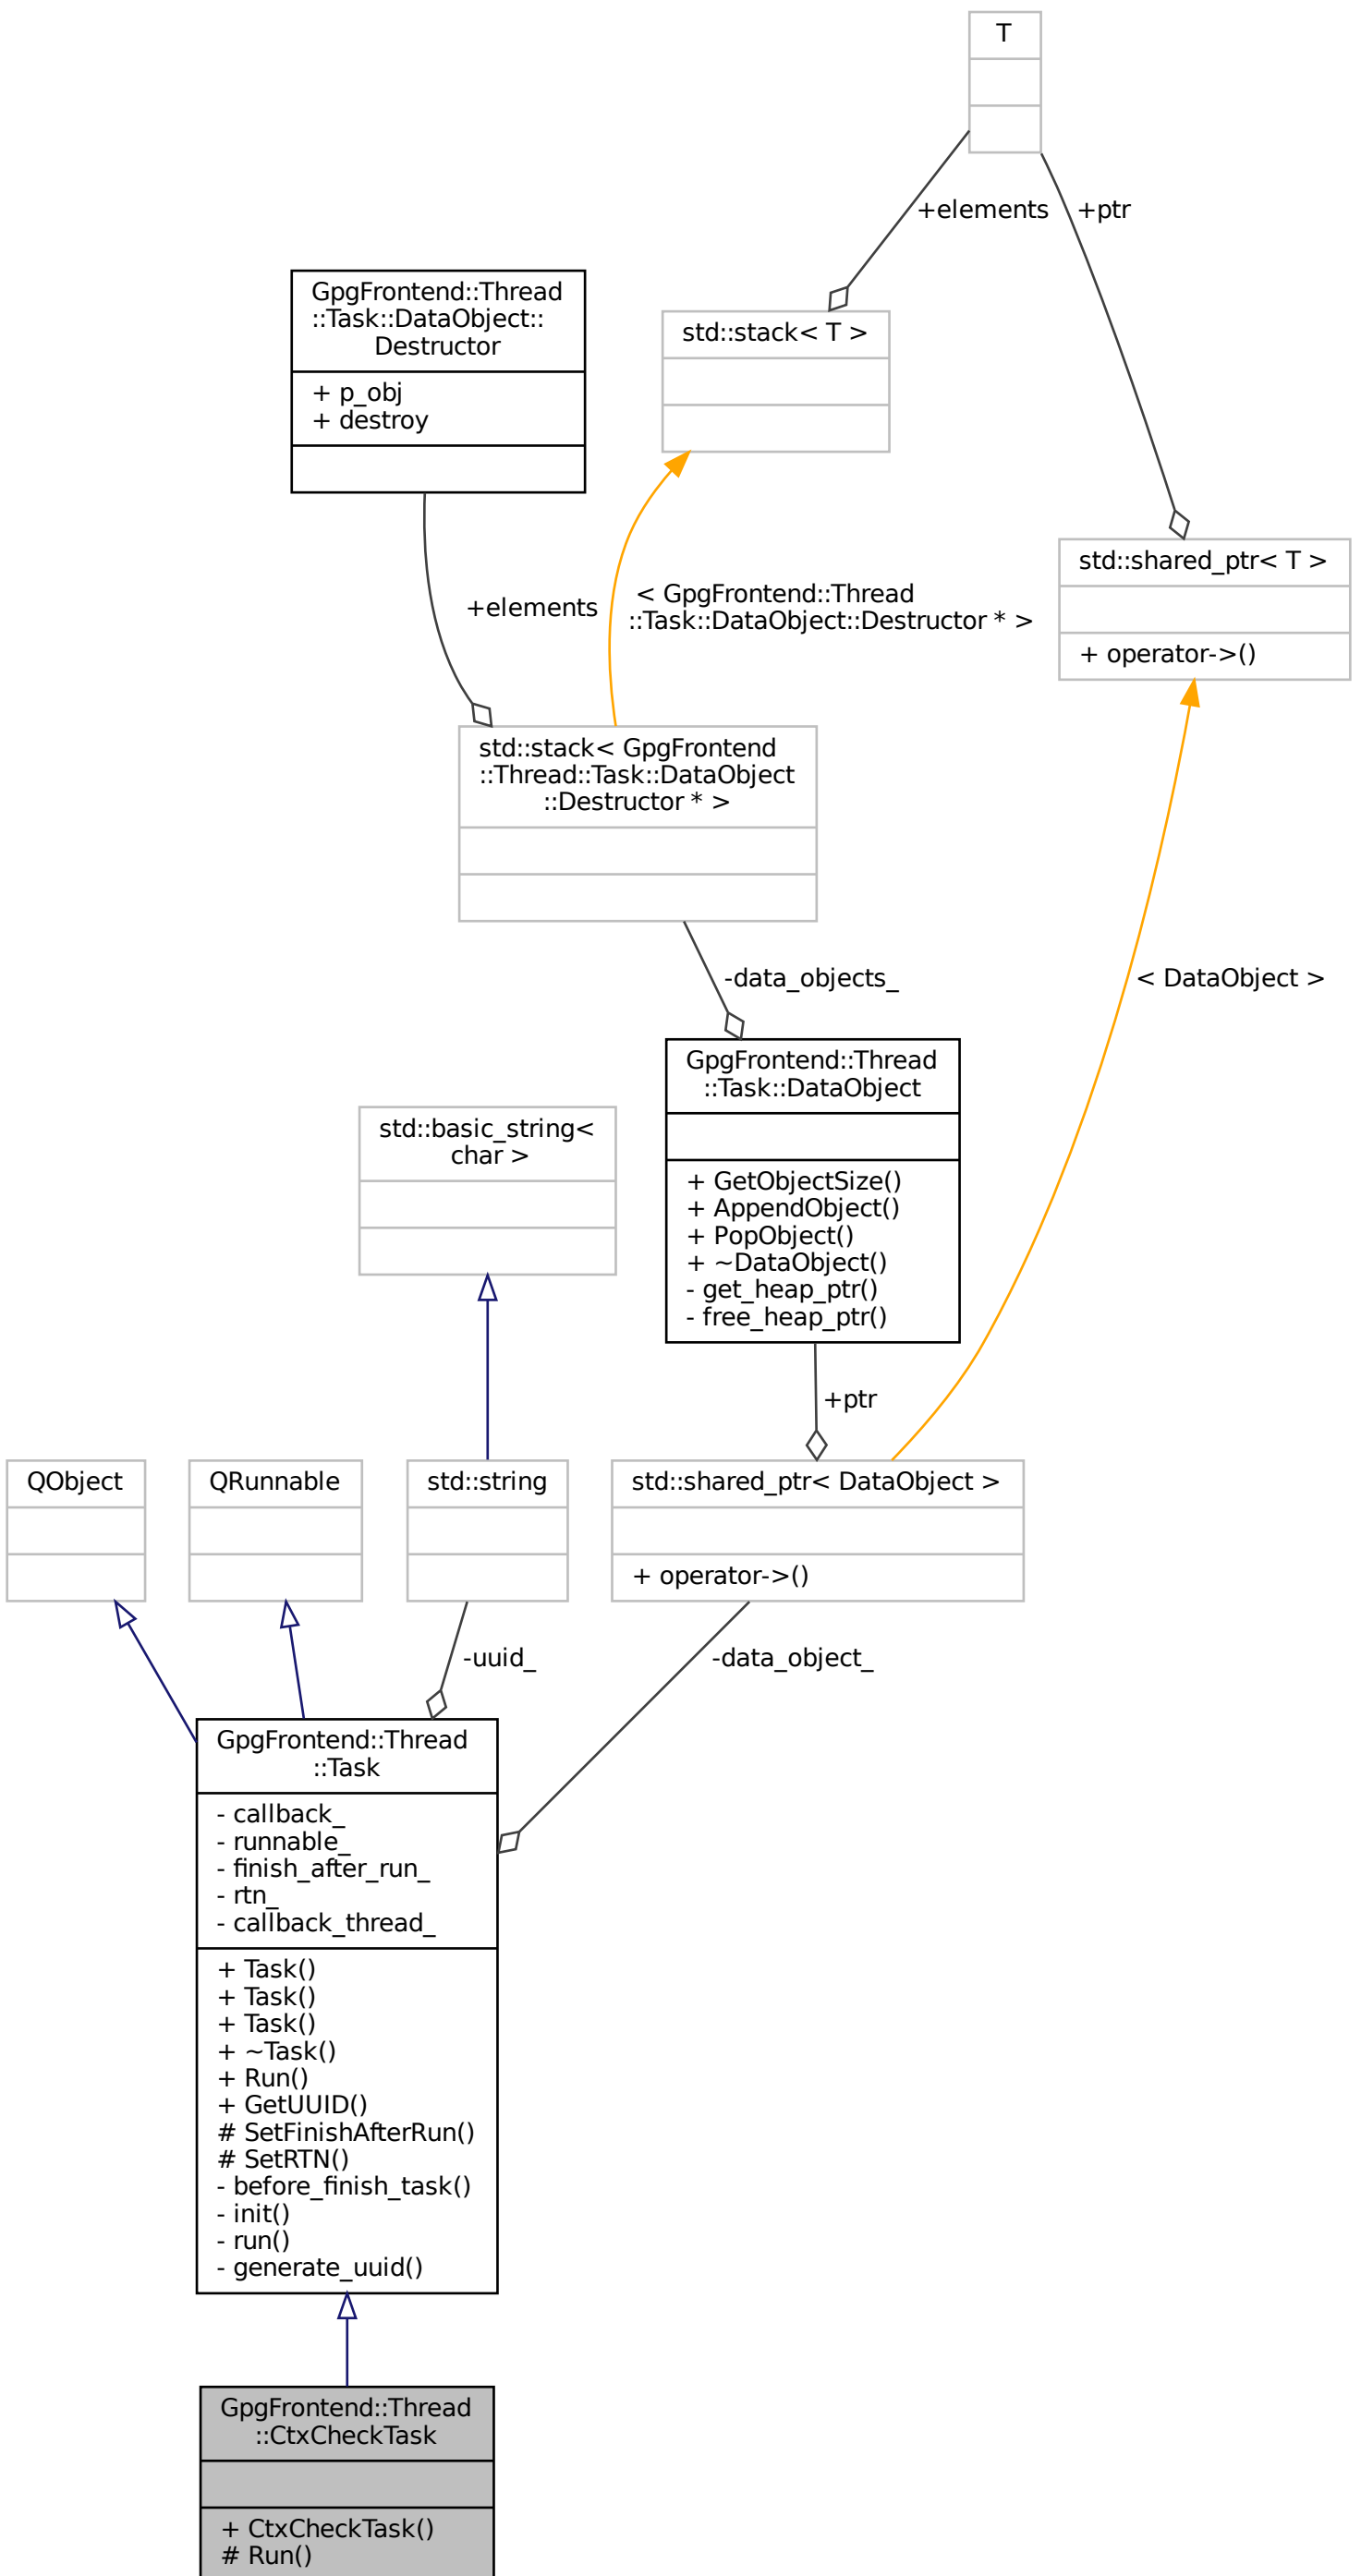 T
+elements
+ptr
GpgFrontend::Thread
::Task::DataObject::
Destructor
+ p_obj
+ destroy
std::stack< T >
std::shared_ptr< T >
+ operator->()
+elements
< GpgFrontend::Thread
::Task::DataObject::Destructor * >
std::stack< GpgFrontend
::Thread::Task::DataObject
::Destructor * >
-data_objects_
< DataObject >
GpgFrontend::Thread
::Task::DataObject
+ GetObjectSize()
+ AppendObject()
+ PopObject()
+ ~DataObject()
- get_heap_ptr()
- free_heap_ptr()
std::basic_string<
char >
+ptr
QObject
QRunnable
std::string
std::shared_ptr< DataObject >
+ operator->()
-uuid_
-data_object_
GpgFrontend::Thread
::Task
- callback_
- runnable_
- finish_after_run_
- rtn_
- callback_thread_
+ Task()
+ Task()
+ Task()
+ ~Task()
+ Run()
+ GetUUID()
# SetFinishAfterRun()
# SetRTN()
- before_finish_task()
- init()
- run()
- generate_uuid()
GpgFrontend::Thread
::CtxCheckTask
+ CtxCheckTask()
# Run()